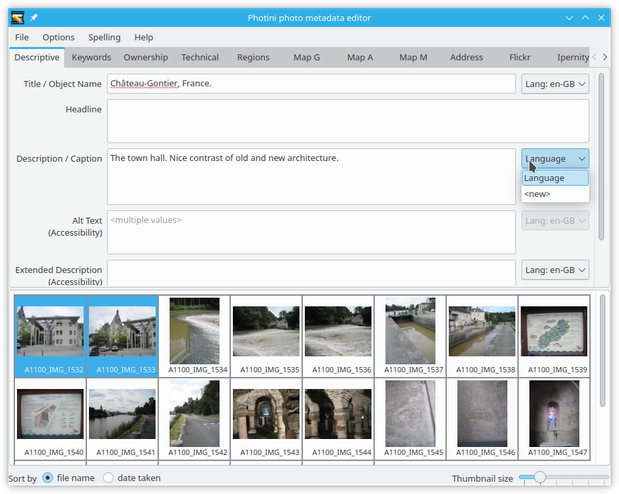 Photini photo metadata editor
File Options Spelling Help
Descriptive Keywords Ownership Technical Regions Map G Map A Map M Address Flickr Ipernity
Title / Object Name Château-Gontier, France. Lang: en-GB
Headline
Description / Caption The town hall. Nice contrast of old and new architecture. Language
Language
<new>
Alt Text <multiple values> Lang: en-GB
(Accessibility)
Extended Description Lang: en-GB
(Accessibility)
A1100_IMG_1532 A1100_IMG_1533 A1100_IMG_1534 A1100_IMG_1535 A1100_IMG_1536 A1100_IMG_1537 A1100_IMG_1538 A1100_IMG_1539
A1100_IMG_1540 A1100_IMG_1541 A1100_IMG_1542 A1100_IMG_1543 A1100_IMG_1544 A1100_IMG_1545 A1100_IMG_1546 A1100_IMG_1547
Sort by file name date taken Thumbnail size